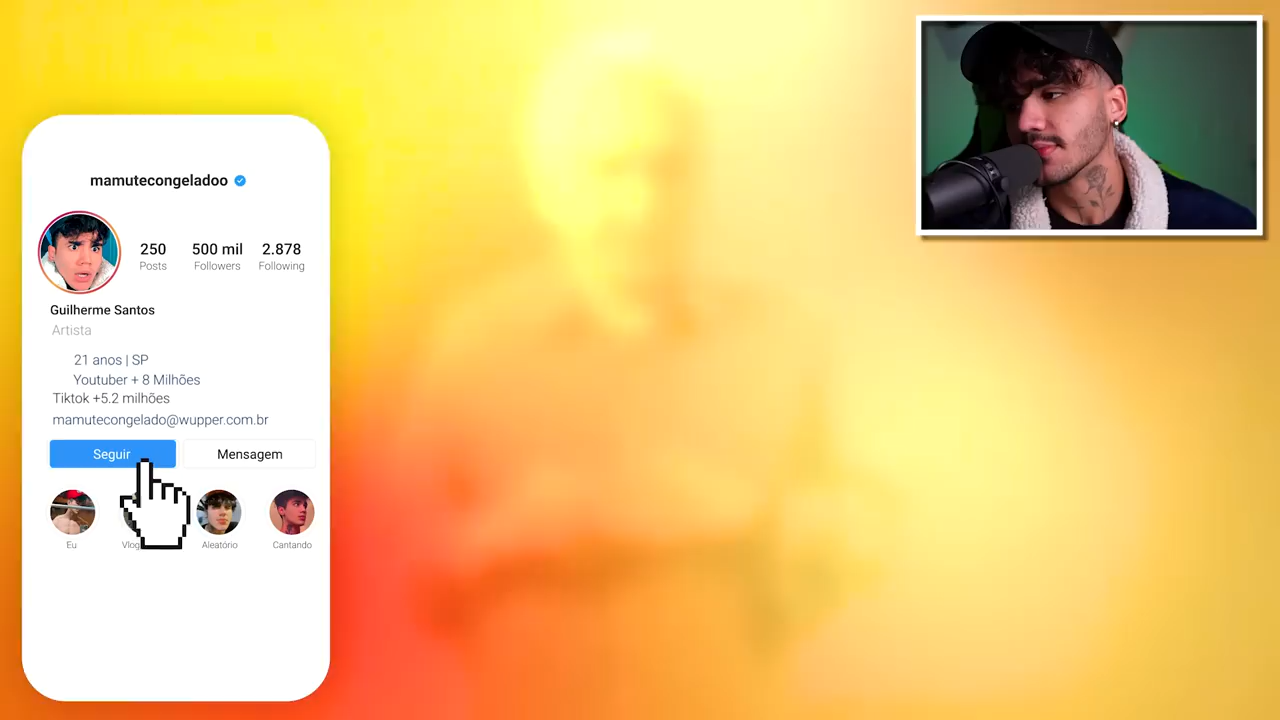 mamutecongeladoo
250 500 mil 2.878
Posts Followers Following
Guilherme Santos
Artista
21 anos | SP
Youtuber + 8 Milhões
Tiktok +5.2 milhões
mamutecongelado@wupper.com.br
Seguir Mensagem
Eu Vlog Aleatório Cantando